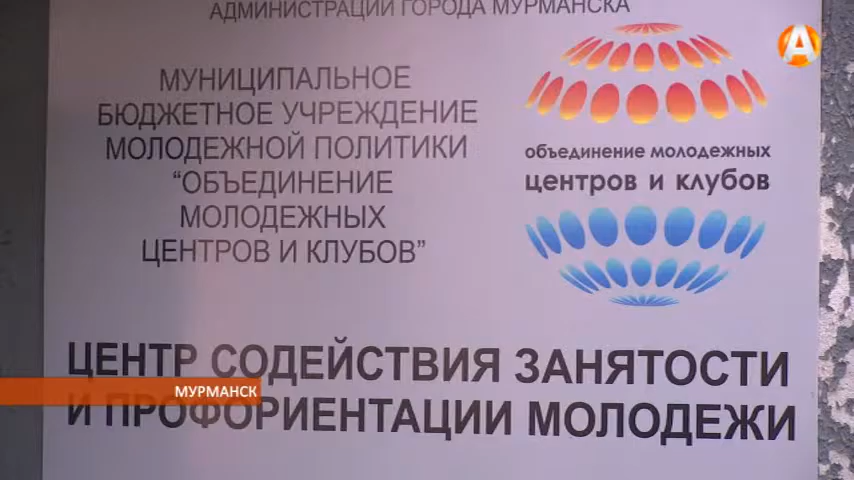 АДМИНИСТРАЦИИ ГОРОДА МУРМАНСКА
МУНИЦИПАЛЬНОЕ
БЮДЖЕТНОЕ УЧРЕЖДЕНИЕ
МОЛОДЕЖНОЙ ПОЛИТИКИ
“ОБЪЕДИНЕНИЕ
МОЛОДЕЖНЫХ
ЦЕНТРОВ И КЛУБОВ”
А
объединение молодежных
центров и клубов
ЦЕНТР СОДЕЙСТВИЯ ЗАНЯТОСТИ
И ПРОФОРИЕНТАЦИИ МОЛОДЕЖИ
МУРМАНСК